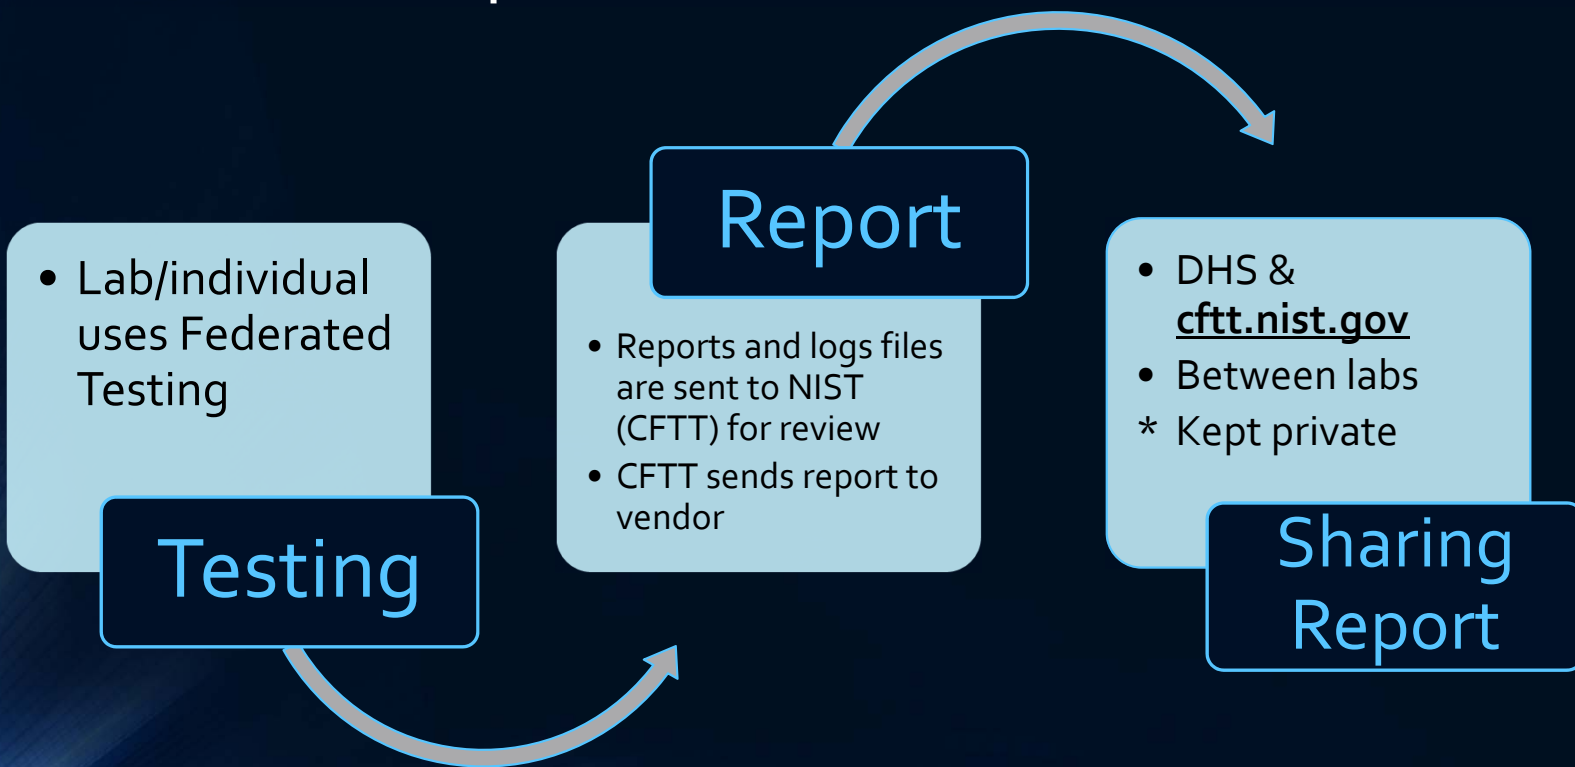 • Lab/individual
uses Federated
Testing
Testing
Report
• Reports and logs files
are sent to NIST
(CFTT) for review
• CFTT sends report to
vendor
• DHS &
cftt.nist.gov
• Between labs
* Kept private
Sharing
Report